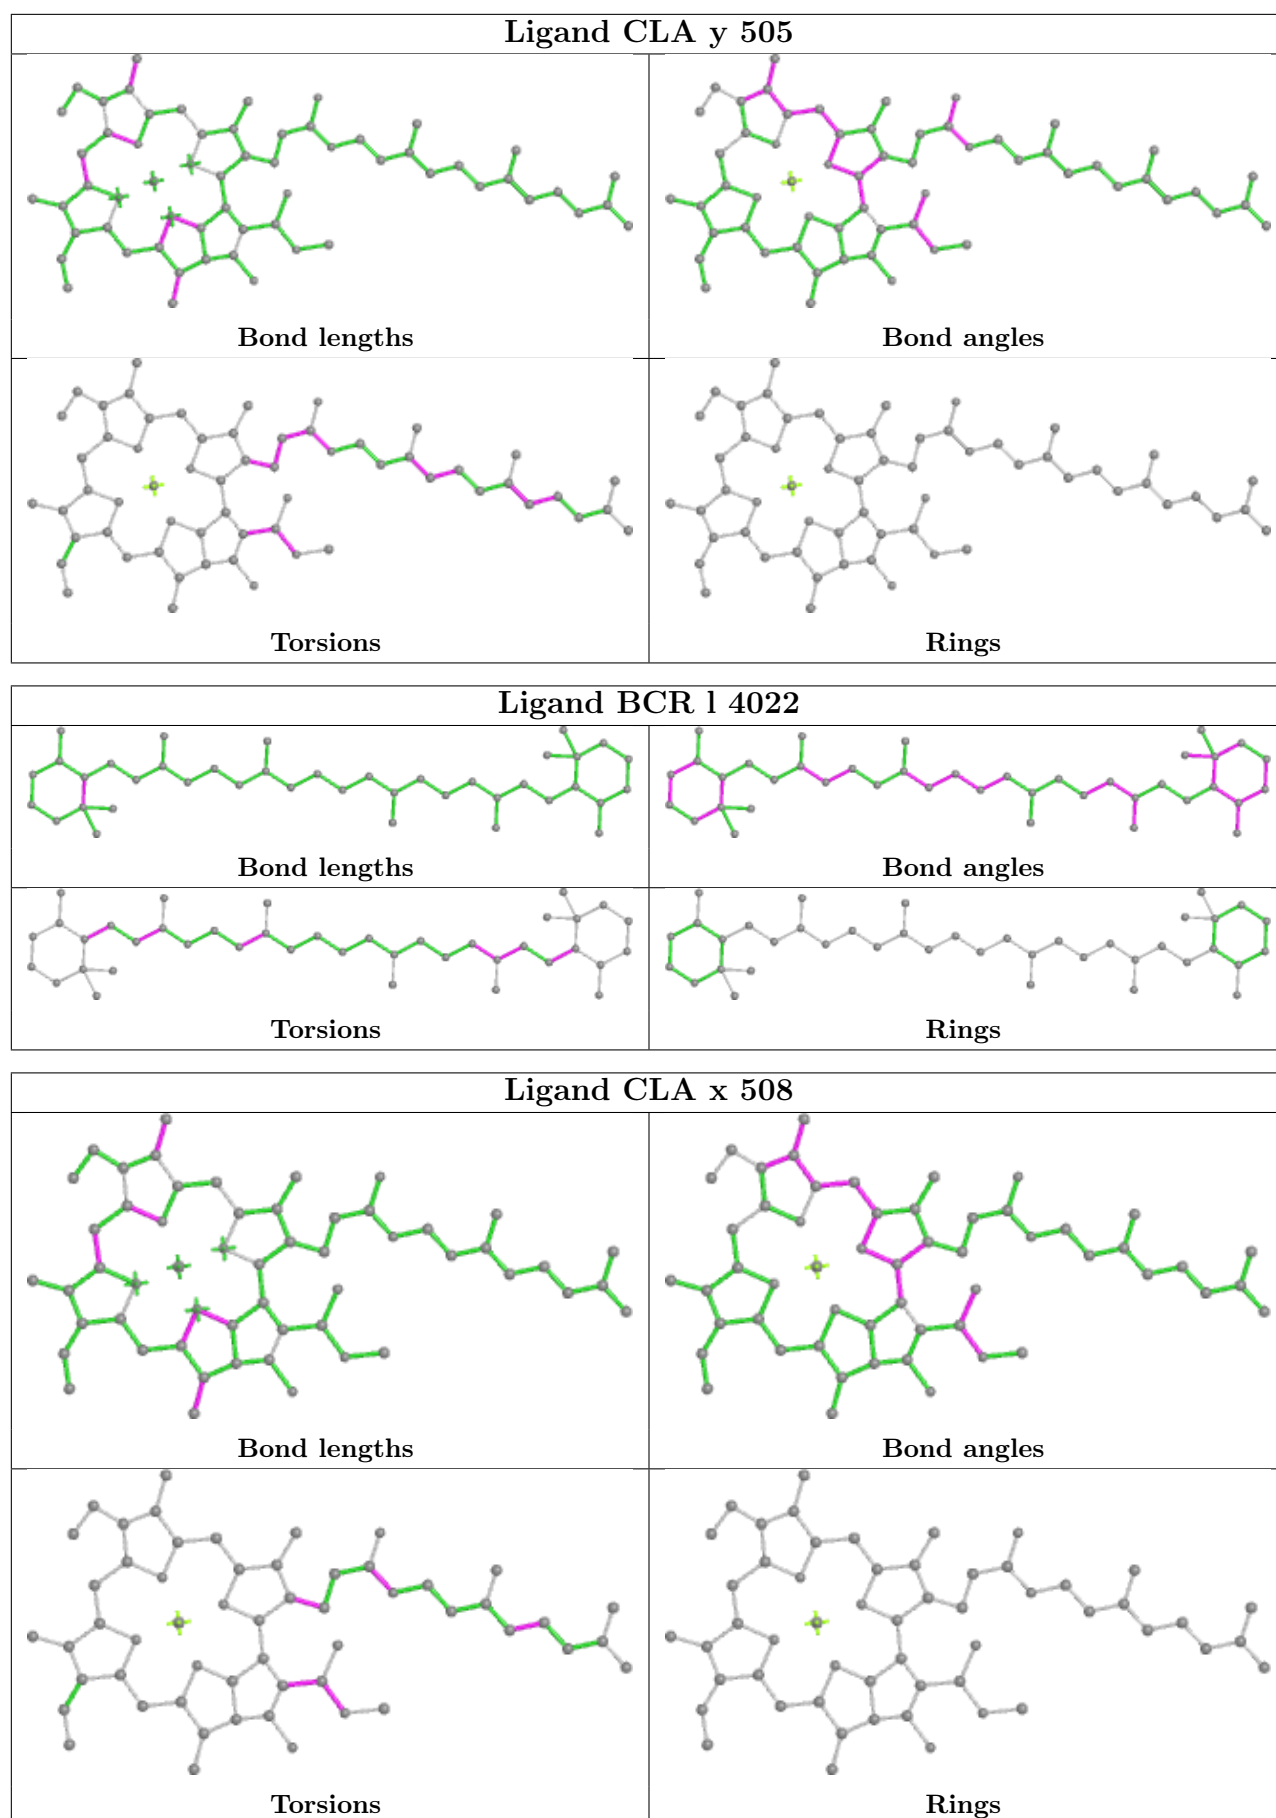 Ligand CLA y 505
Bond lengths
Bond angles
Torsions
Rings
Ligand BCR l 4022
Bond lengths
Bond angles
Torsions
Rings
Ligand CLA x 508
Bond lengths
Bond angles
Torsions
Rings